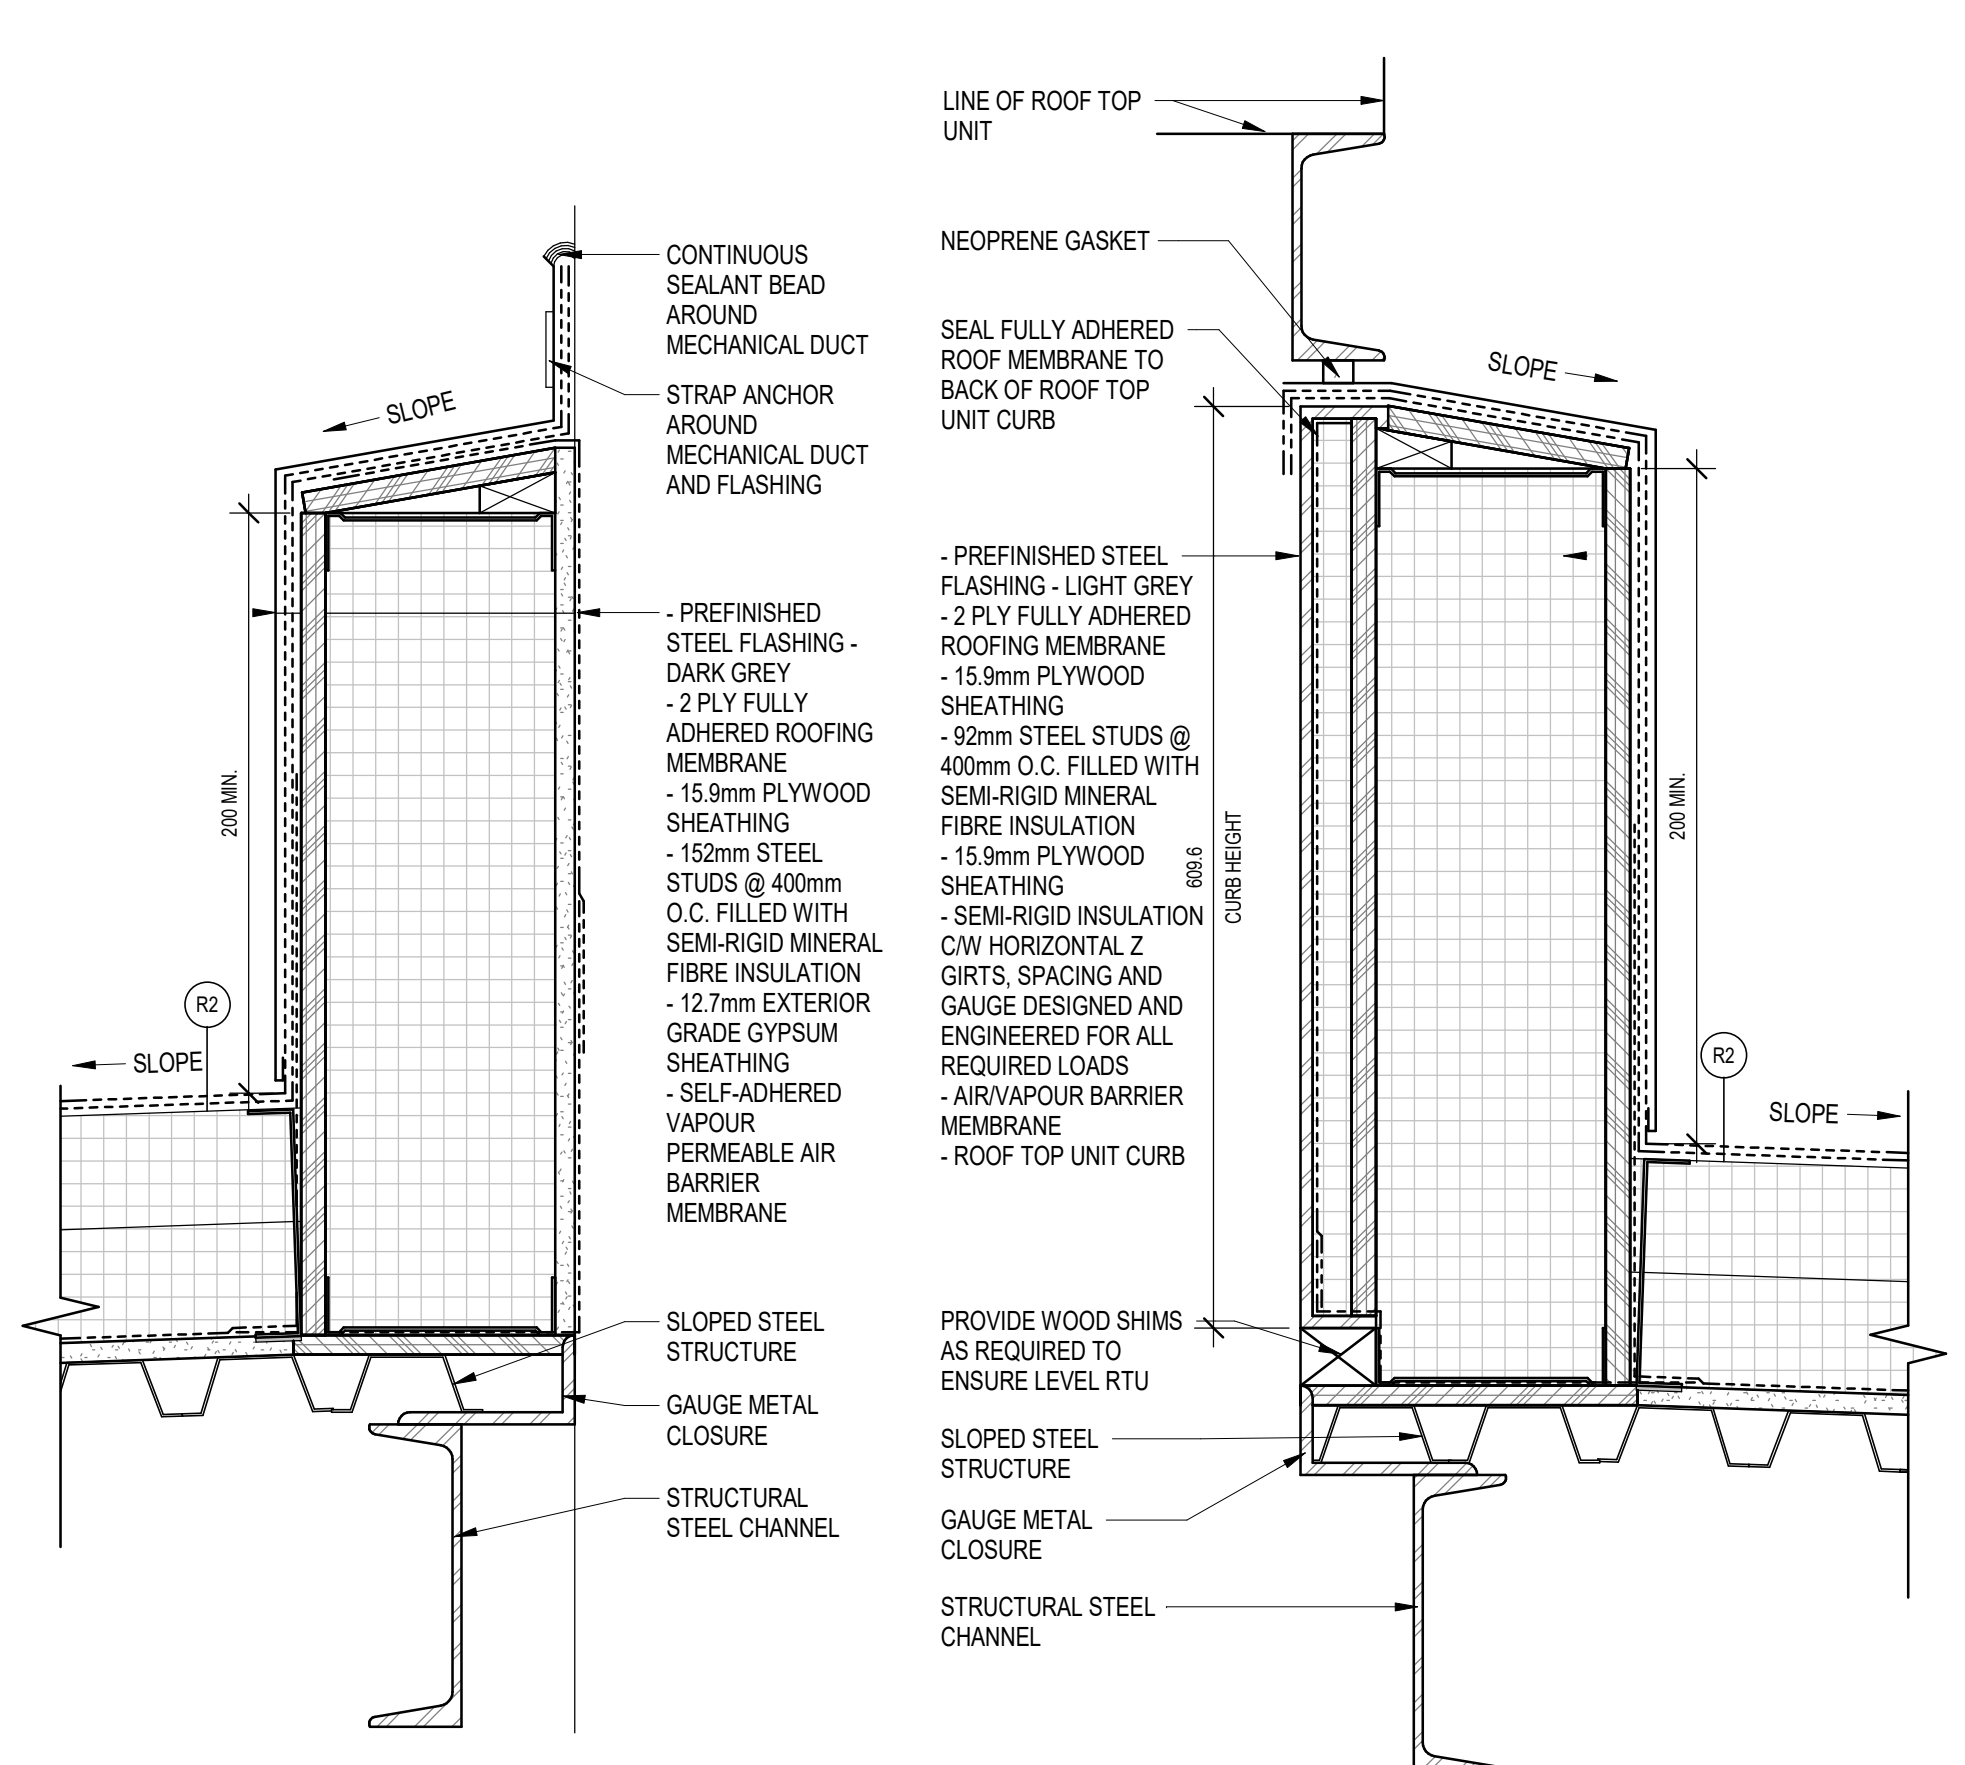 CONTINUOUS
SEALANT BEAD
AROUND
MECHANICAL DUCT
STRAP ANCHOR
AROUND
MECHANICAL DUCT
AND FLASHING
SLOPE
200 MIN.
- PREFINISHED
STEEL FLASHING -
DARK GREY
- 2 PLY FULLY
ADHERED ROOFING
MEMBRANE
- 15.9mm PLYWOOD
SHEATHING
- 152mm STEEL
STUDS @ 400mm
O.C. FILLED WITH
SEMI-RIGID MINERAL
FIBRE INSULATION
- 12.7mm EXTERIOR
GRADE GYPSUM
SHEATHING
- SELF-ADHERED
VAPOUR
PERMEABLE AIR
BARRIER
MEMBRANE
R2
SLOPE
SLOPED STEEL
STRUCTURE
GAUGE METAL
CLOSURE
STRUCTURAL
STEEL CHANNEL
LINE OF ROOF TOP
UNIT
NEOPRENE GASKET
SEAL FULLY ADHERED
ROOF MEMBRANE TO
BACK OF ROOF TOP
UNIT CURB
SLOPE
- PREFINISHED STEEL
FLASHING - LIGHT GREY
- 2 PLY FULLY ADHERED
ROOFING MEMBRANE
- 15.9mm PLYWOOD
SHEATHING
- 92mm STEEL STUDS @
400mm O.C. FILLED WITH
SEMI-RIGID MINERAL
FIBRE INSULATION
- 15.9mm PLYWOOD
SHEATHING
- SEMI-RIGID INSULATION
C/W HORIZONTAL Z
GIRTS, SPACING AND
GAUGE DESIGNED AND
ENGINEERED FOR ALL
REQUIRED LOADS
- AIR/VAPOUR BARRIER
MEMBRANE
- ROOF TOP UNIT CURB
609.6
CURB HEIGHT
200 MIN.
R2
SLOPE
PROVIDE WOOD SHIMS
AS REQUIRED TO
ENSURE LEVEL RTU
SLOPED STEEL
STRUCTURE
GAUGE METAL
CLOSURE
STRUCTURAL STEEL
CHANNEL